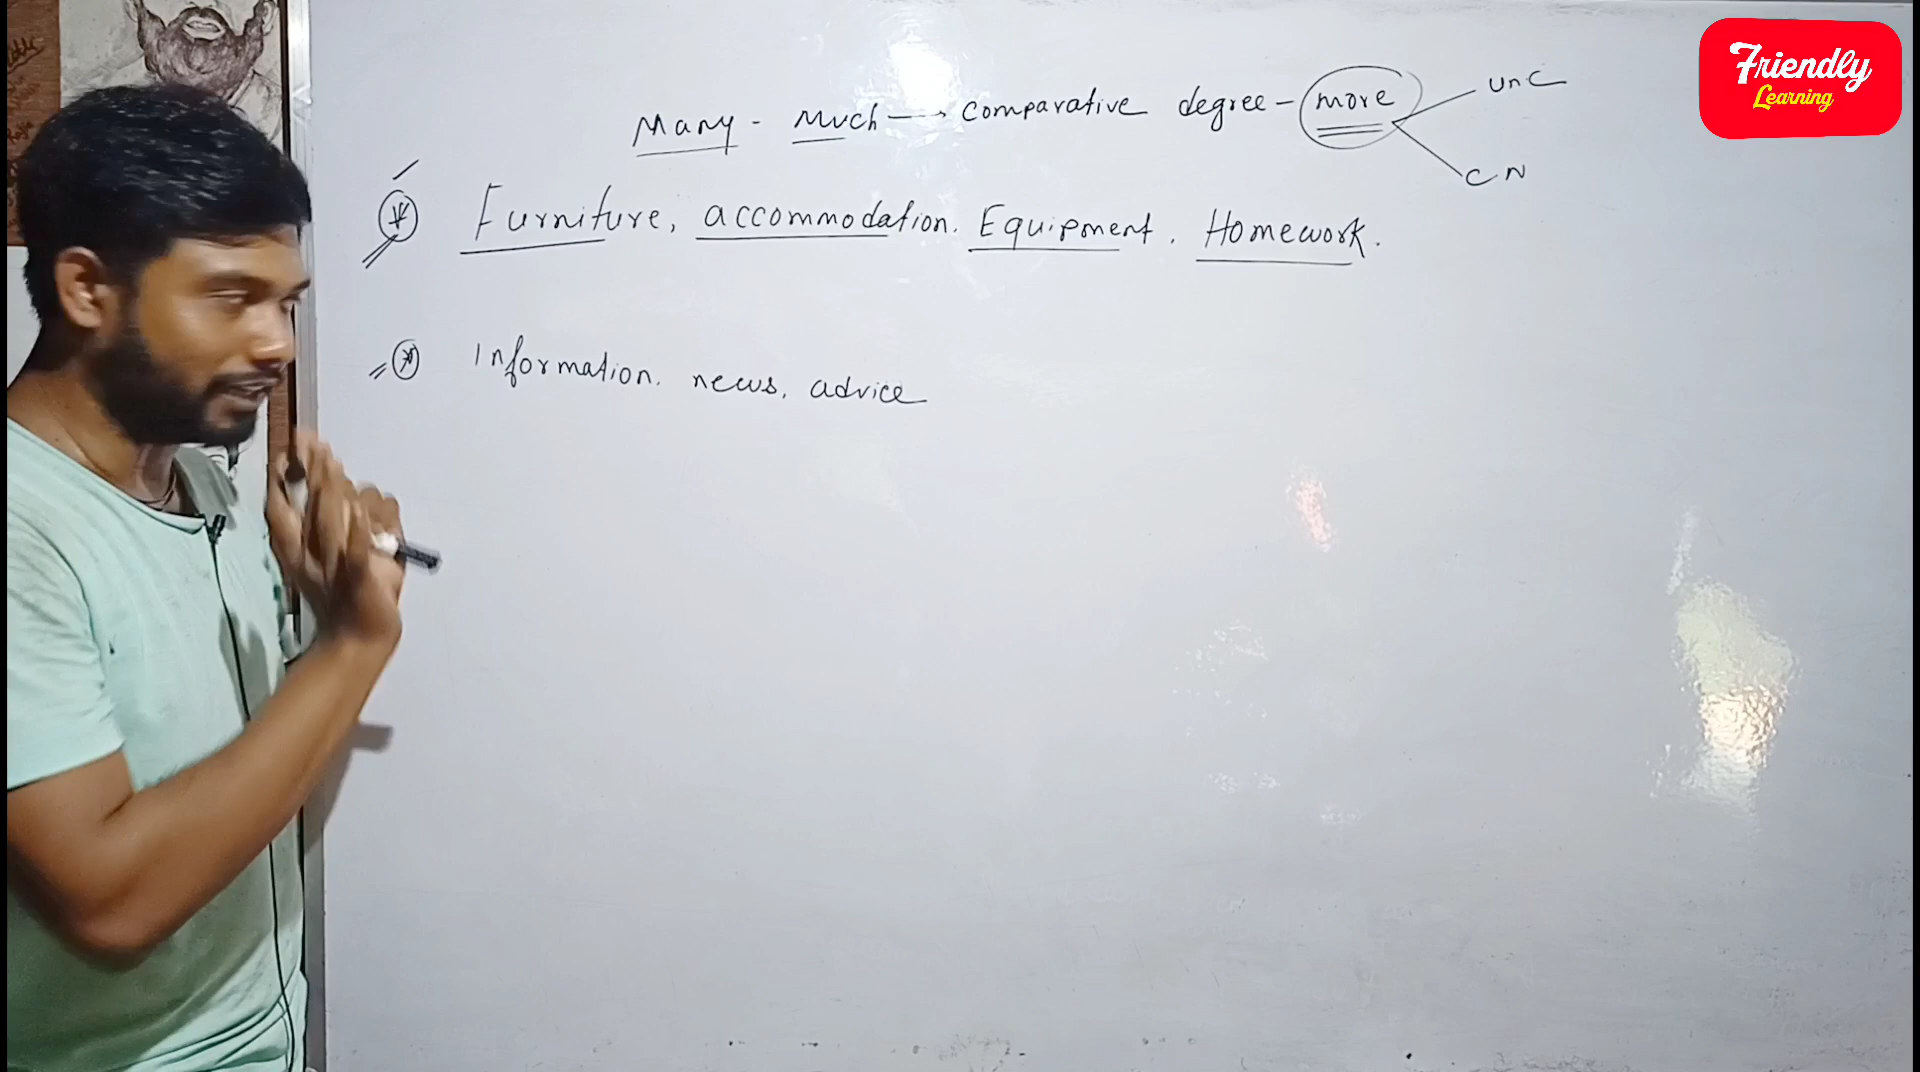 Friendly
Learning
Many - Much → comparative degree - more
UnC
CN
Furniture, accommodation. Equipment. Homework.
Information. news, advice